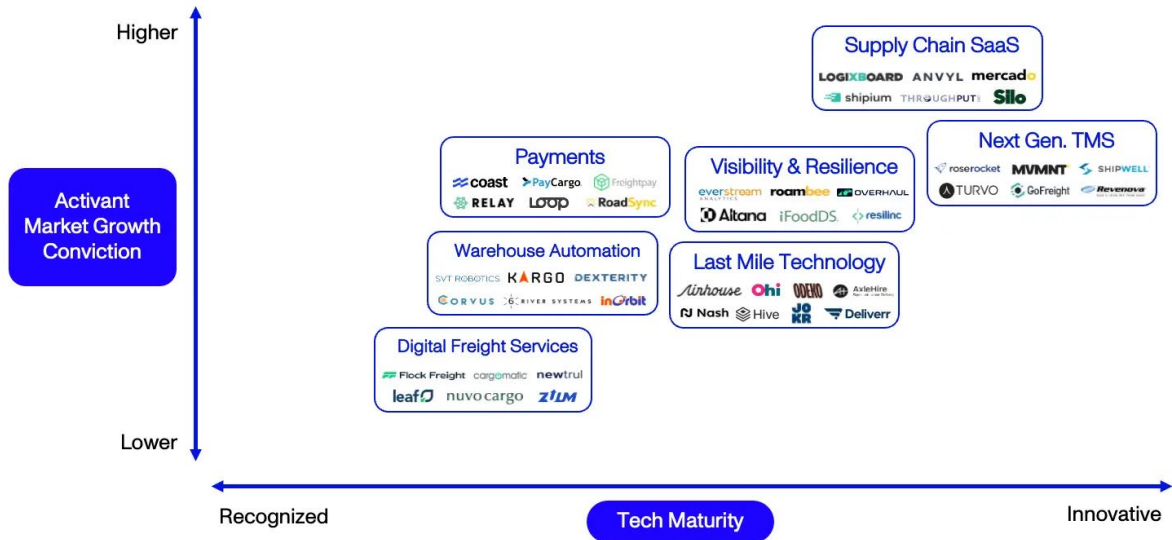 Higher
Activant
Market Growth
Conviction
Lower
Supply Chain SaaS
LOGIXBOARD ANVYL mercado
shipium THROUGHPUT Silo
Next Gen. TMS
roserocket MVMNT SHIPWELL
TURVO GoFreight Revenova
Payments
coast PayCargo Freightpay
RELAY LOOP RoadSync
Visibility & Resilience
everstream ANALYTICS roambee OVERHAUL
Altana iFoodDS resilinc
Warehouse Automation
SVT ROBOTICS KARGO DEXTERITY
CORVUS 6 RIVER SYSTEMS inOrbit
Last Mile Technology
Airhouse Ohi ODEKO AxleHire
Nash Hive JOKR Deliverr
Digital Freight Services
Flock Freight cargomatic newtrul
leaf nuvocargo ZUUM
Recognized
Tech Maturity
Innovative